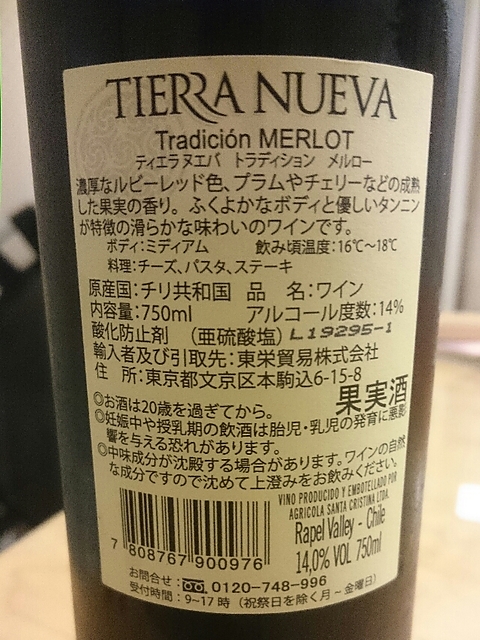 TIERRA NUEVA
Tradición MERLOT
ティエラ ヌエバ トラディション メルロー
濃厚なルビーレッド色、プラムやチェリーなどの成熟
した果実の香り。ふくよかなボディと優しいタンニン
が特徴の滑らかな味わいのワインです。
ボディ:ミディアム 飲み頃温度:16℃～18℃
料理:チーズ、パスタ、ステーキ
原産国:チリ共和国 品 名:ワイン
内容量:750ml アルコール度数:14%
酸化防止剤 (亜硫酸塩) L19295-1
輸入者及び引取先:東栄貿易株式会社
住 所:東京都文京区本駒込6-15-8
果実酒
◎お酒は20歳を過ぎてから。
◎妊娠中や授乳期の飲酒は胎児・乳児の発育に悪影
響を与える恐れがあります。
◎中味成分が沈殿する場合があります。ワインの自然
な成分ですので沈めて上澄みをお飲みください。
VINO PRODUCIDO Y EMBOTELLADO POR
AGRICOLA SANTA CRISTINA LTDA.
Rapel Valley - Chile
14,0% VOL 750ml
7 808767 900976
お問合せ: 0120-748-996
受付時間:9~17時 (祝祭日を除く月~金曜日)